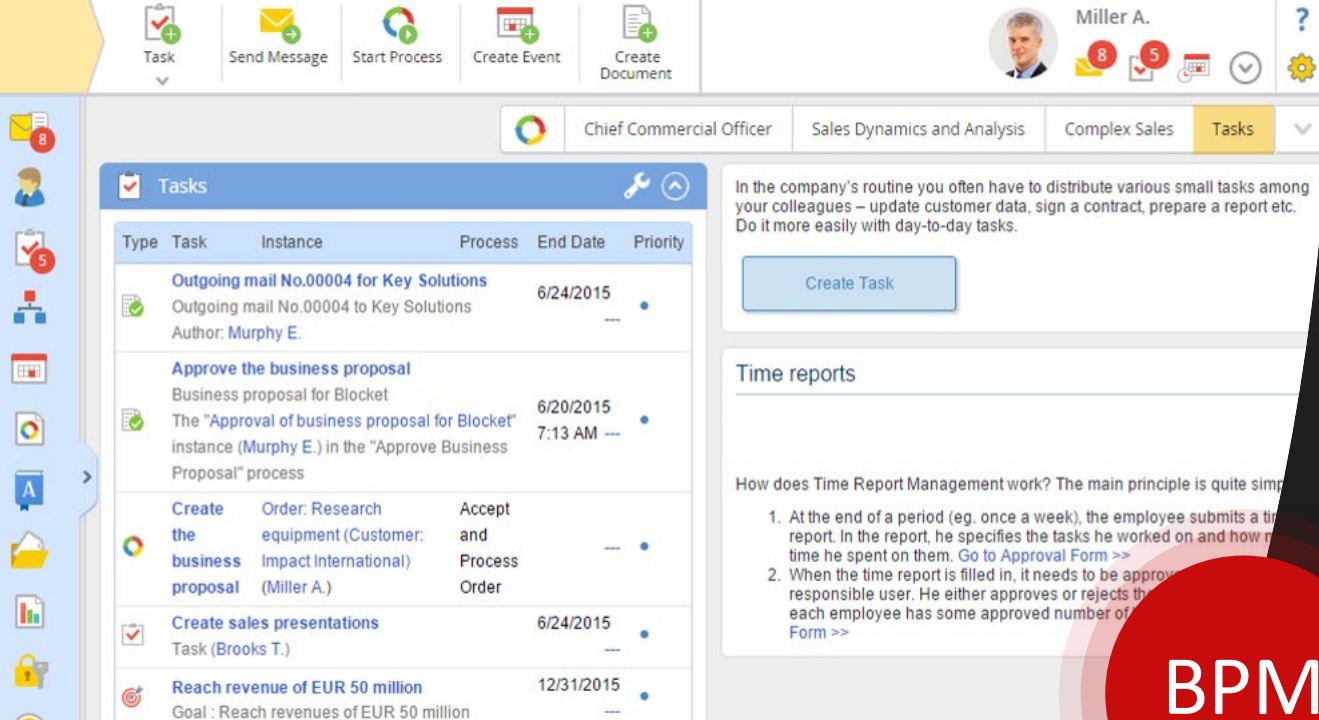 Miller A.
?
8
5
Task
Send Message
Start Process
Create Event
Create
Document
8
Chief Commercial Officer
Sales Dynamics and Analysis
Complex Sales
Tasks
Tasks
5
A
Type
Task
Instance
Process
End Date
Priority
Outgoing mail No.00004 for Key Solutions
Outgoing mail No.00004 to Key Solutions
Author: Murphy E.
6/24/2015
---
Approve the business proposal
Business proposal for Blocket
The "Approval of business proposal for Blocket"
instance (Murphy E.) in the "Approve Business
Proposal" process
6/20/2015
7:13 AM ---
Create
the
business
proposal
Order: Research
equipment (Customer:
Impact International)
(Miller A.)
Accept
and
Process
Order
---
Create sales presentations
Task (Brooks T.)
6/24/2015
---
Reach revenue of EUR 50 million
Goal : Reach revenues of EUR 50 million
12/31/2015
---
In the company's routine you often have to distribute various small tasks among
your colleagues – update customer data, sign a contract, prepare a report etc.
Do it more easily with day-to-day tasks.
Create Task
Time reports
How does Time Report Management work? The main principle is quite
1. At the end of a period (eg. once a week), the employee submits a
report. In the report, he specifies the tasks he worked on and how
time he spent on them. Go to Approval Form >>
2. When the time report is filled in, it needs to be
responsible user. He either approves or rejects
each employee has some approved number of
Form >>
BPM